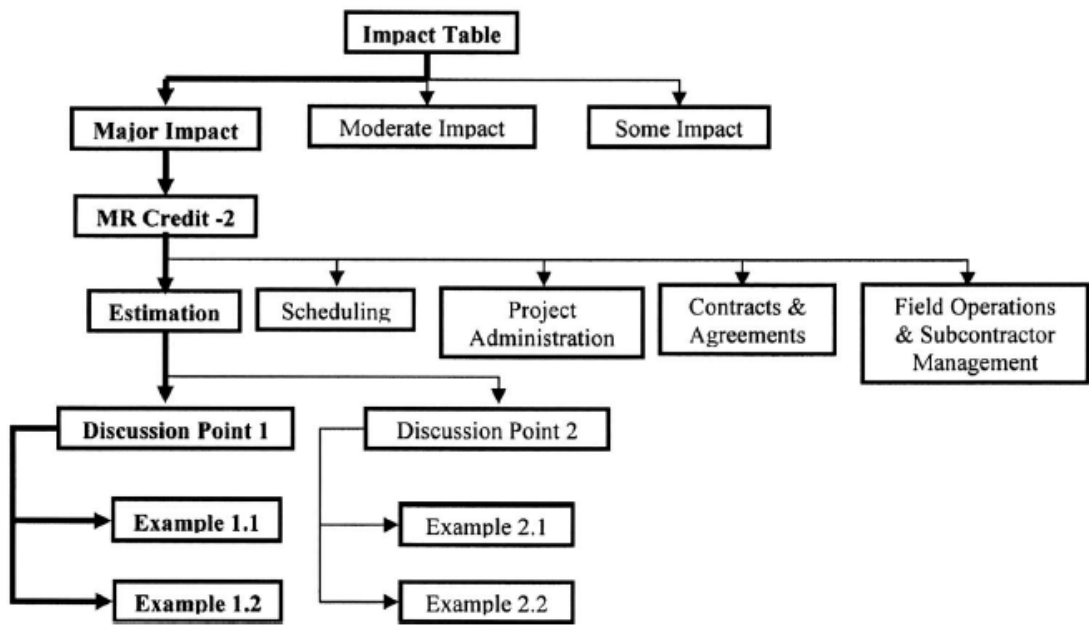 Impact Table
Major Impact
Moderate Impact
Some Impact
MR Credit -2
Estimation
Scheduling
Project
Administration
Contracts &
Agreements
Field Operations
& Subcontractor
Management
Discussion Point 1
Discussion Point 2
Example 1.1
Example 2.1
Example 1.2
Example 2.2